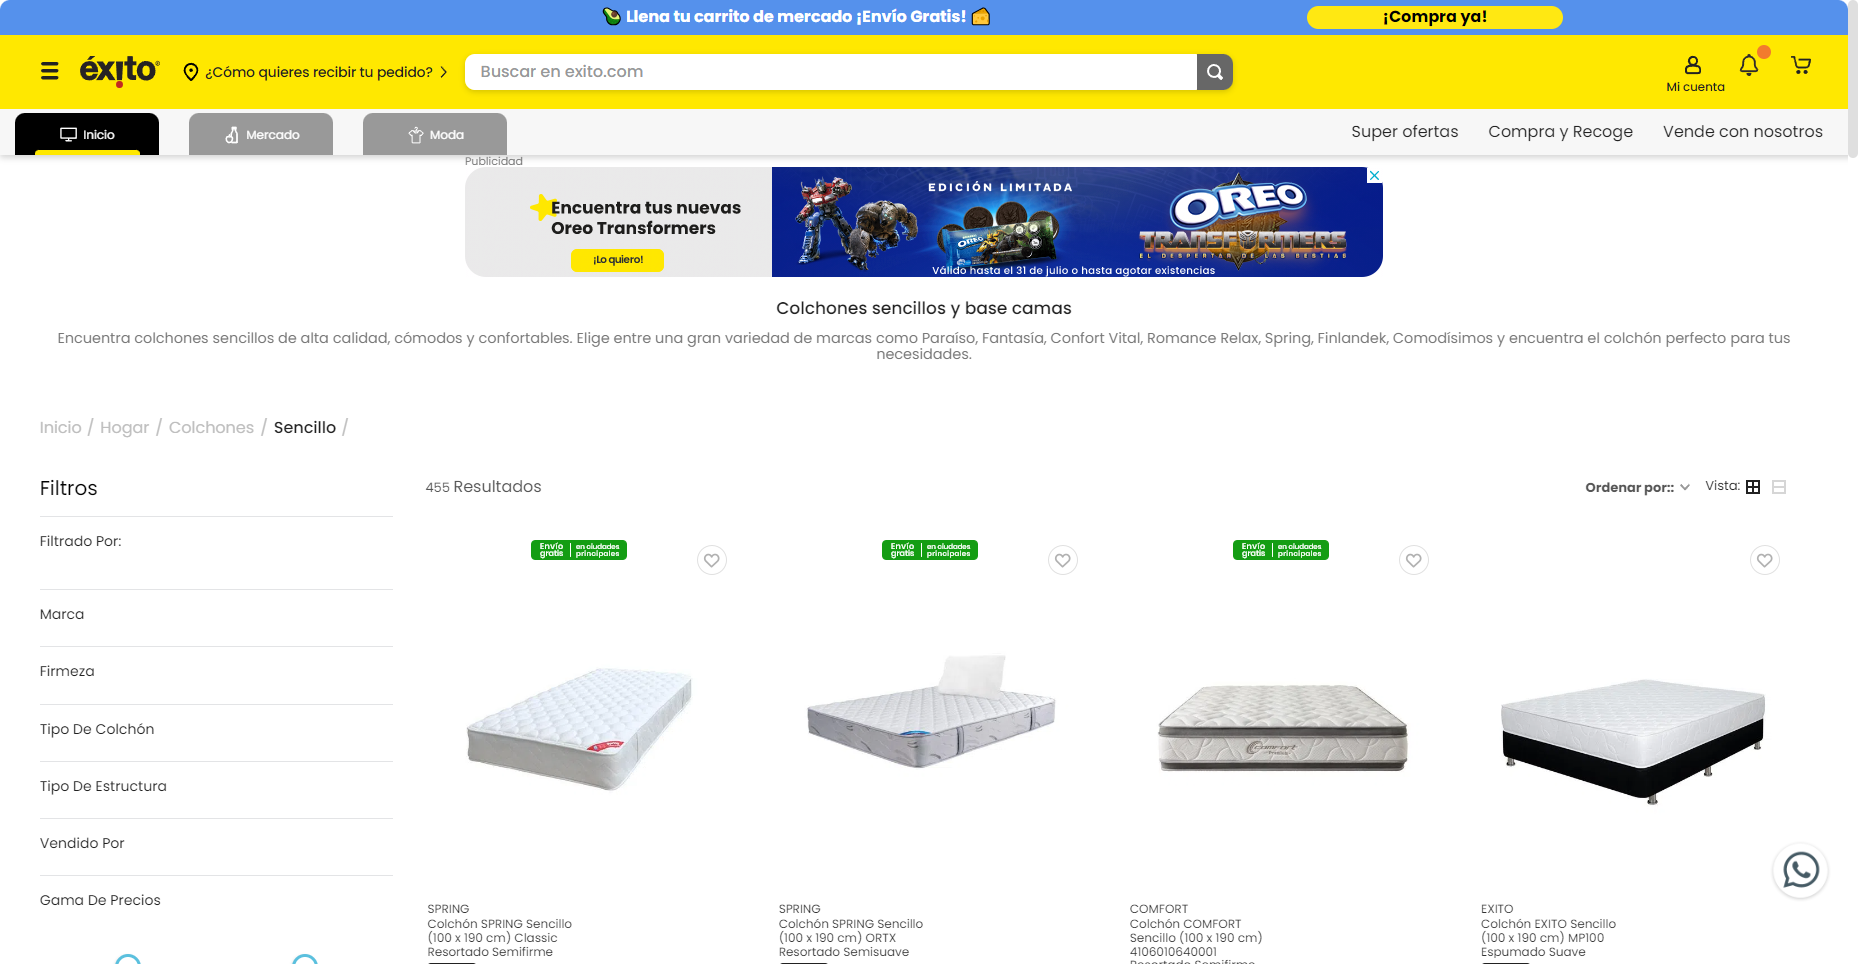 Llena tu carrito de mercado ¡Envío Gratis!
¡Compra ya!
éxito
¿Cómo quieres recibir tu pedido?
Buscar en exito.com
Mi cuenta
Inicio
Mercado
Moda
Super ofertas
Compra y Recoge
Vende con nosotros
Publicidad
Encuentra tus nuevas
Oreo Transformers
¡Lo quiero!
EDICIÓN LIMITADA
OREO
OREO
TRANSFORMERS
EL DESPERTAR DE LAS BESTIAS
Válido hasta el 31 de julio o hasta agotar existencias
Colchones sencillos y base camas
Encuentra colchones sencillos de alta calidad, cómodos y confortables. Elige entre una gran variedad de marcas como Paraíso, Fantasía, Confort Vital, Romance Relax, Spring, Finlandek, Comodísimos y encuentra el colchón perfecto para tus
necesidades.
Inicio / Hogar / Colchones / Sencillo /
Filtros
455 Resultados
Ordenar por::
Vista:
Filtrado Por:
Marca
Firmeza
Tipo De Colchón
Tipo De Estructura
Vendido Por
Gama De Precios
Envío
gratis
en ciudades
principales
Envío
gratis
en ciudades
principales
Envío
gratis
en ciudades
principales
comfort
SPRING
Colchón SPRING Sencillo
(100 x 190 cm) Classic
Resortado Semifirme
SPRING
Colchón SPRING Sencillo
(100 x 190 cm) ORTX
Resortado Semisuave
COMFORT
Colchón COMFORT
Sencillo (100 x 190 cm)
4106010640001
Resortado Semifirme
EXITO
Colchón EXITO Sencillo
(100 x 190 cm) MP100
Espumado Suave